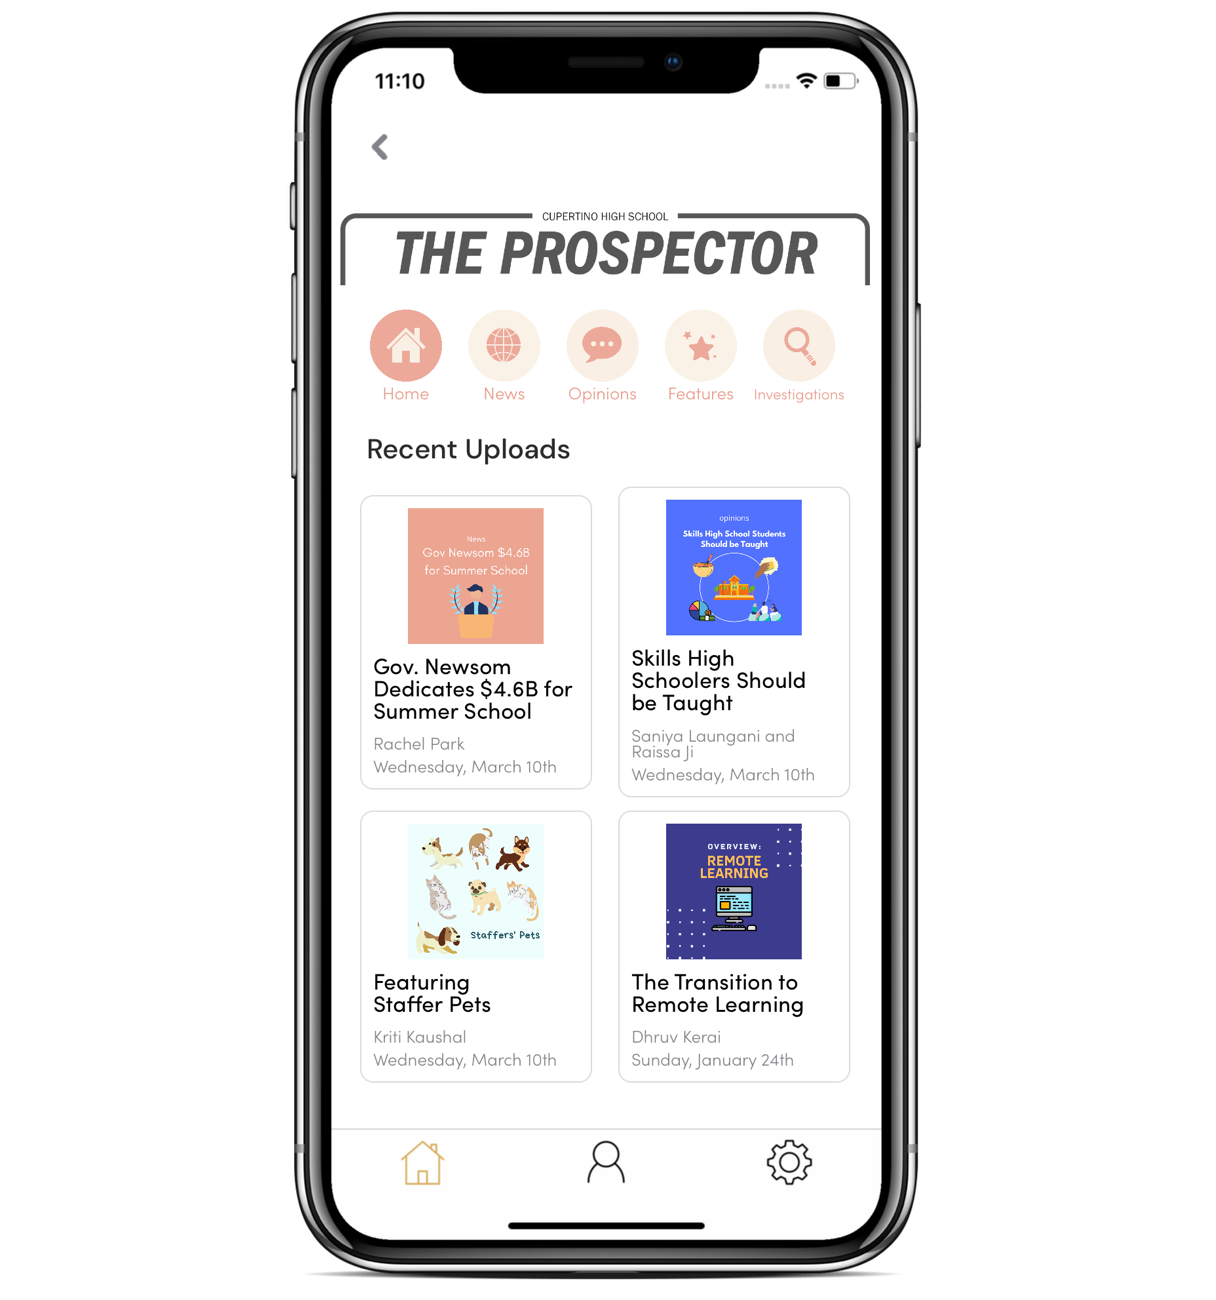 11:10
CUPERTINO HIGH SCHOOL
THE PROSPECTOR
Home
News
Opinions
Features
Investigations
Recent Uploads
News
Gov Newsom $4.6B
for Summer School
Gov. Newsom
Dedicates $4.6B for
Summer School
Rachel Park
Wednesday, March 10th
opinions
Skills High School Students
Should be Taught
Skills High
Schoolers Should
be Taught
Saniya Laungani and
Raissa Ji
Wednesday, March 10th
Staffers' Pets
Featuring
Staffer Pets
Kriti Kaushal
Wednesday, March 10th
OVERVIEW:
REMOTE
LEARNING
The Transition to
Remote Learning
Dhruv Kerai
Sunday, January 24th